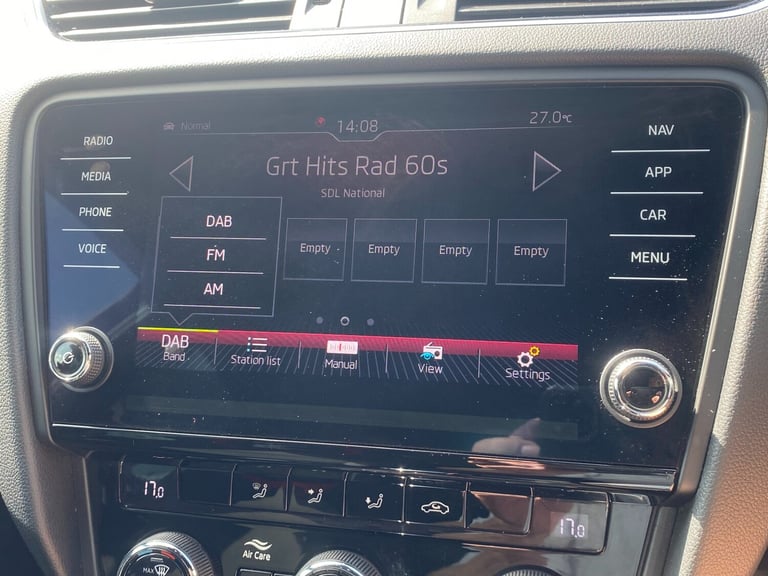 Normal 14:08 27.0°C
RADIO
MEDIA
PHONE
VOICE
Grt Hits Rad 60s
SDL National
DAB
FM
AM
Empty Empty Empty Empty
DAB
Band
Station list
Manual
View
Settings
NAV
APP
CAR
MENU
17.0
17.0
Air Care
MAX